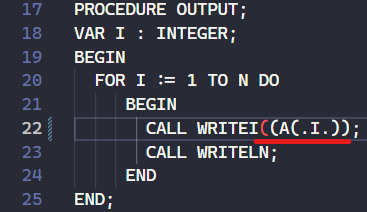 17 PROCEDURE OUTPUT;
18 VAR I : INTEGER;
19 BEGIN
20 FOR I := 1 TO N DO
21 BEGIN
22 CALL WRITEI((A(.I.));
23 CALL WRITELN;
24 END
25 END;